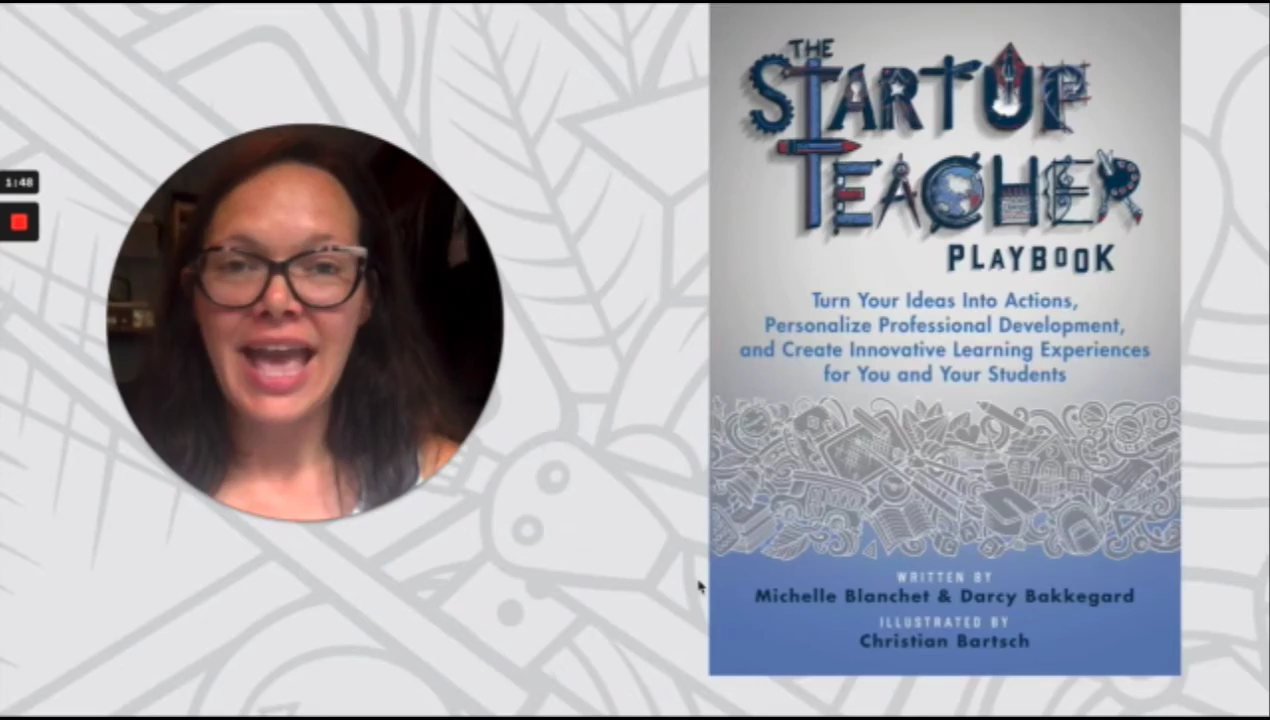 1:48
THE
STARTUP
TEACHER
PLAYBOOK
Turn Your Ideas Into Actions,
Personalize Professional Development,
and Create Innovative Learning Experiences
for You and Your Students
WRITTEN BY
Michelle Blanchet & Darcy Bakkegard
ILLUSTRATED BY
Christian Bartsch